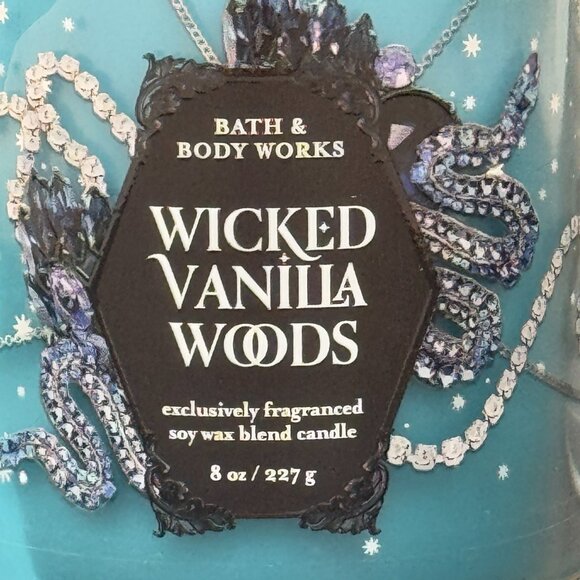 BATH &
BODY WORKS
WICKED
VANILLA
WOODS
exclusively fragranced
soy wax blend candle
8 oz / 227 g